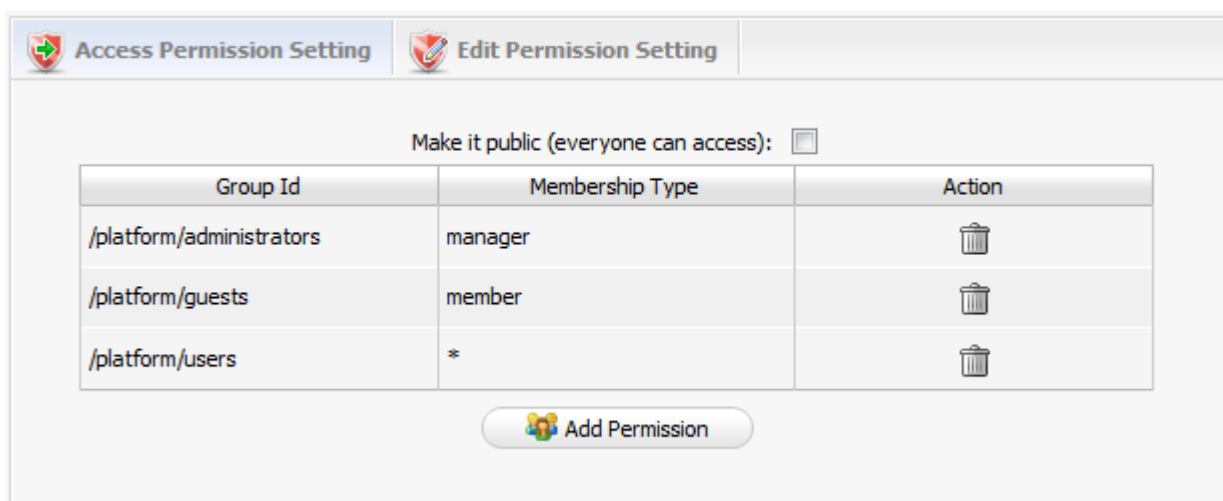 Access Permission Setting Edit Permission Setting
Make it public (everyone can access):
Group Id Membership Type Action
/platform/administrators manager
/platform/guests member
/platform/users *
Add Permission